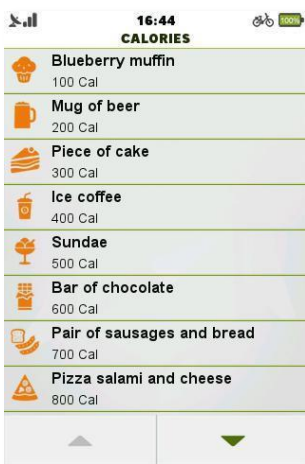 16:44
100%
CALORIES
Blueberry muffin
100 Cal
Mug of beer
200 Cal
Piece of cake
300 Cal
Ice coffee
400 Cal
Sundae
500 Cal
Bar of chocolate
600 Cal
Pair of sausages and bread
700 Cal
Pizza salami and cheese
800 Cal